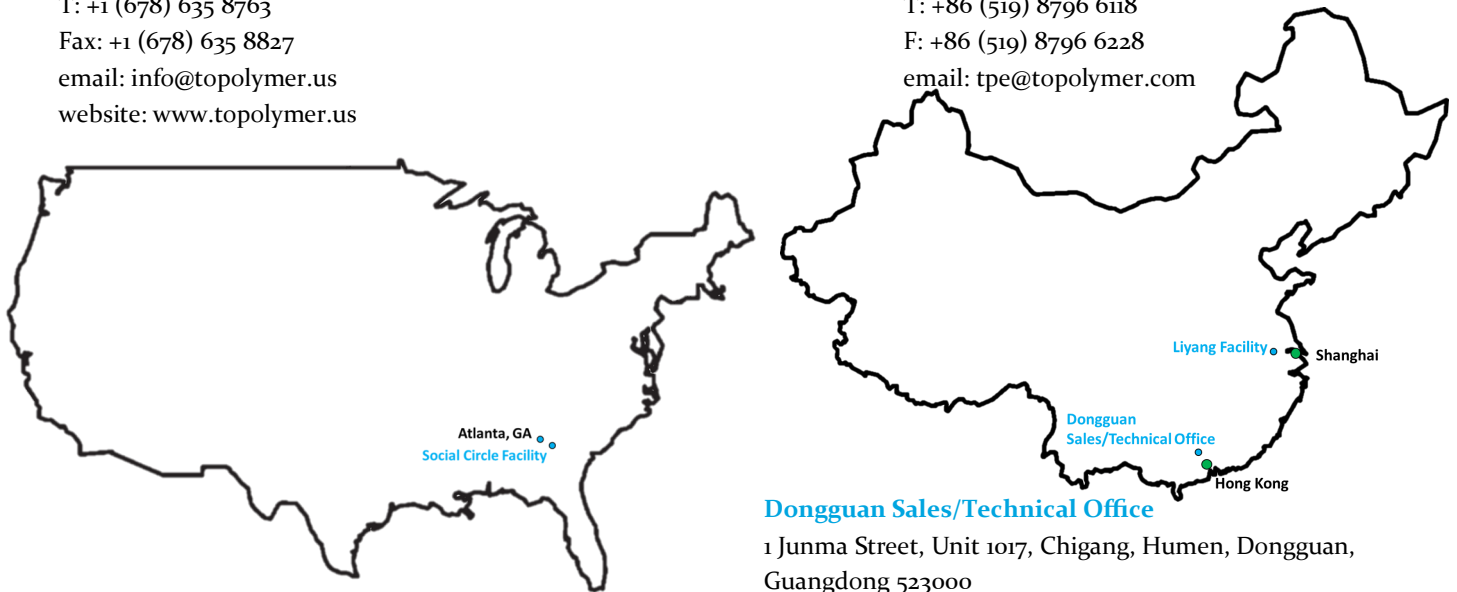 T: +1 (678) 635 8763
Fax: +1 (678) 635 8827
email: info@topolymer.us
website: www.topolymer.us
T: +86 (519) 8796 6118
F: +86 (519) 8796 6228
email: tpe@topolymer.com
Atlanta, GA
Social Circle Facility
Liyang Facility
Shanghai
Dongguan
Sales/Technical Office
Hong Kong
Dongguan Sales/Technical Office
1 Junma Street, Unit 1017, Chigang, Humen, Dongguan,
Guangdong 523000